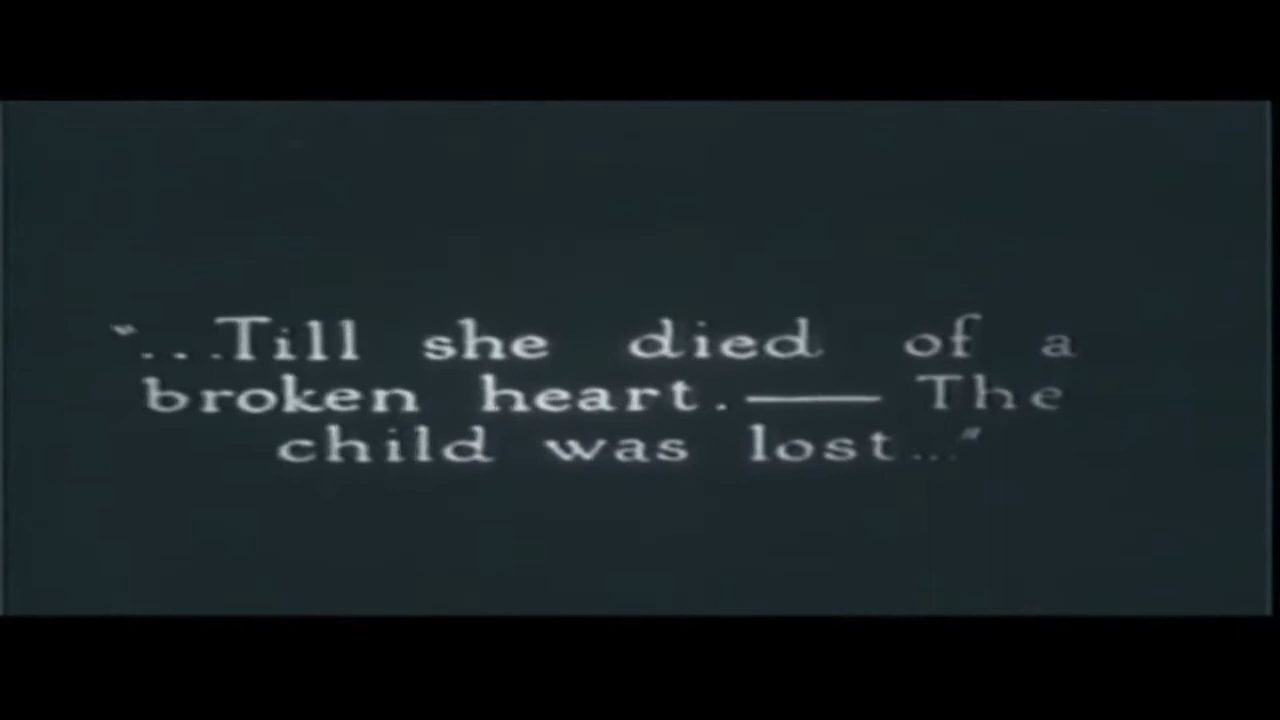 “...Till she died of a
broken heart. — The
child was lost...”